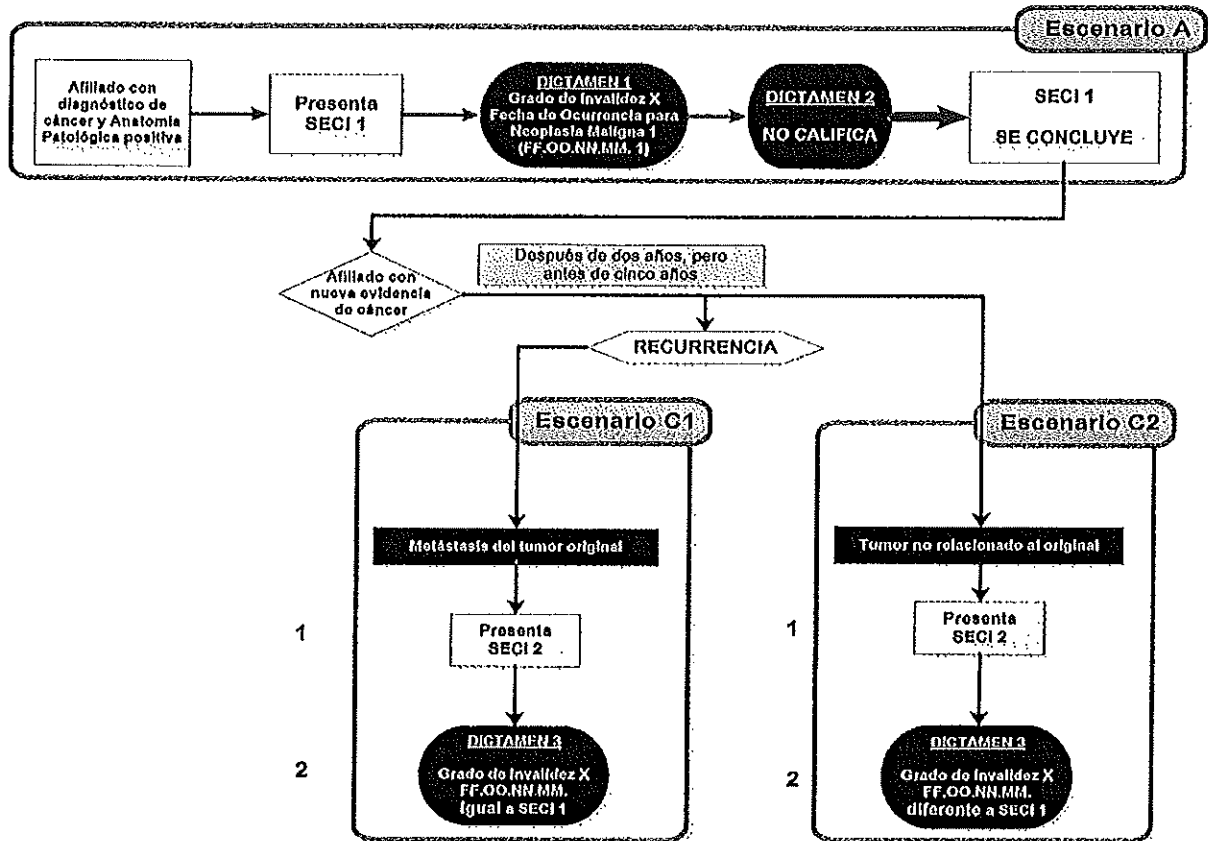 Escenario A
Afiliado con
diagnóstico de
cáncer y Anatomía
Patológica positiva
Presenta
SECI 1
DICTAMEN 1
Grado de Invalidez X
Fecha de Ocurrencia para
Neoplasia Maligna 1
(FF.OO.NN.MM. 1)
DICTAMEN 2
NO CALIFICA
SECI 1
SE CONCLUYE
Afiliado con
nueva evidencia
de cáncer
Después de dos años, pero
antes de cinco años
RECURRENCIA
Escenario C1
Metástasis del tumor original
1
Presenta
SECI 2
2
DICTAMEN 3
Grado de Invalidez X
FF.OO.NN.MM.
igual a SECI 1
Escenario C2
Tumor no relacionado al original
1
Presenta
SECI 2
2
DICTAMEN 3
Grado de Invalidez X
FF.OO.NN.MM.
diferente a SECI 1